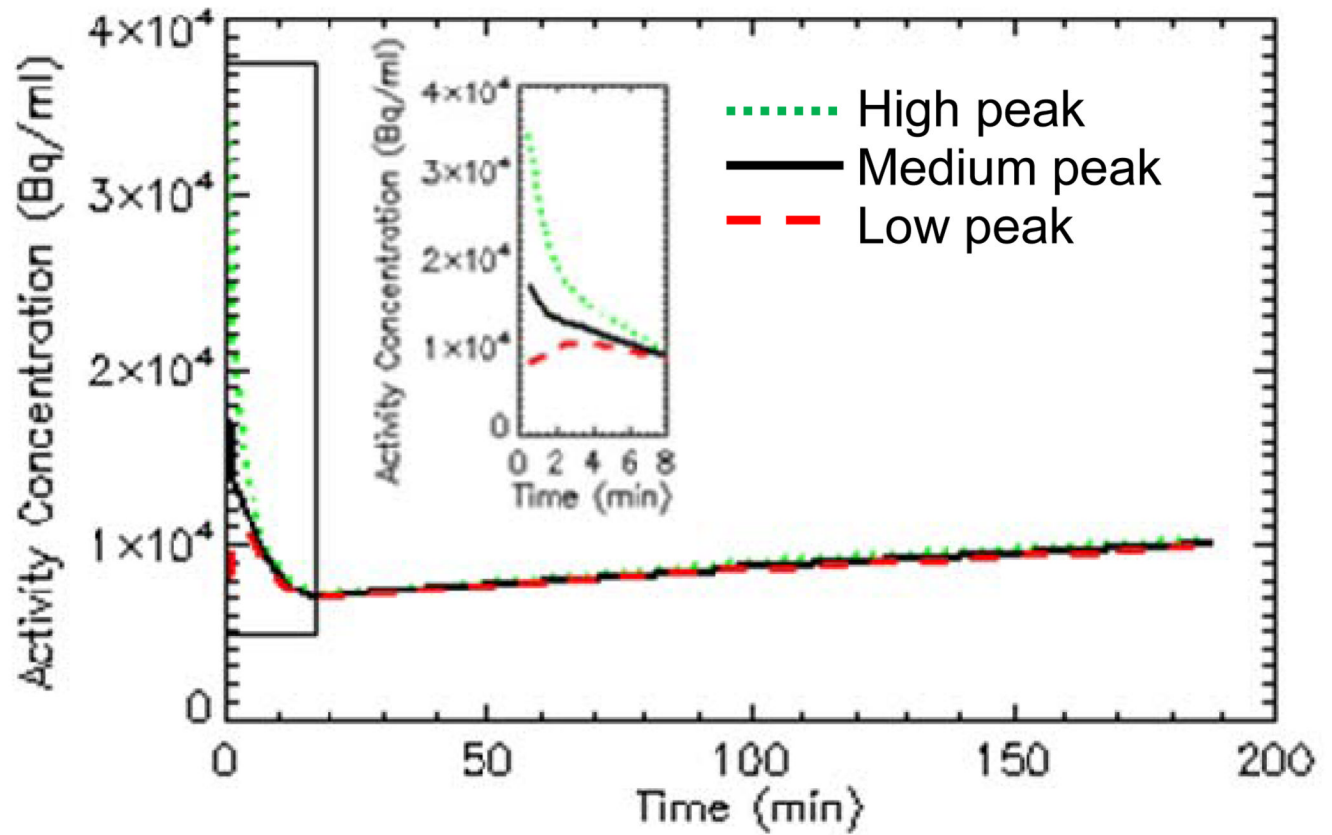 Activity Concentration (Bq/ml)
4×10⁴
3×10⁴
2×10⁴
1×10⁴
0
0 50 100 150 200
Time (min)
Activity Concentration (Bq/ml)
4×10⁴
3×10⁴
2×10⁴
1×10⁴
0
0 2 4 6 8
Time (min)
High peak
Medium peak
Low peak